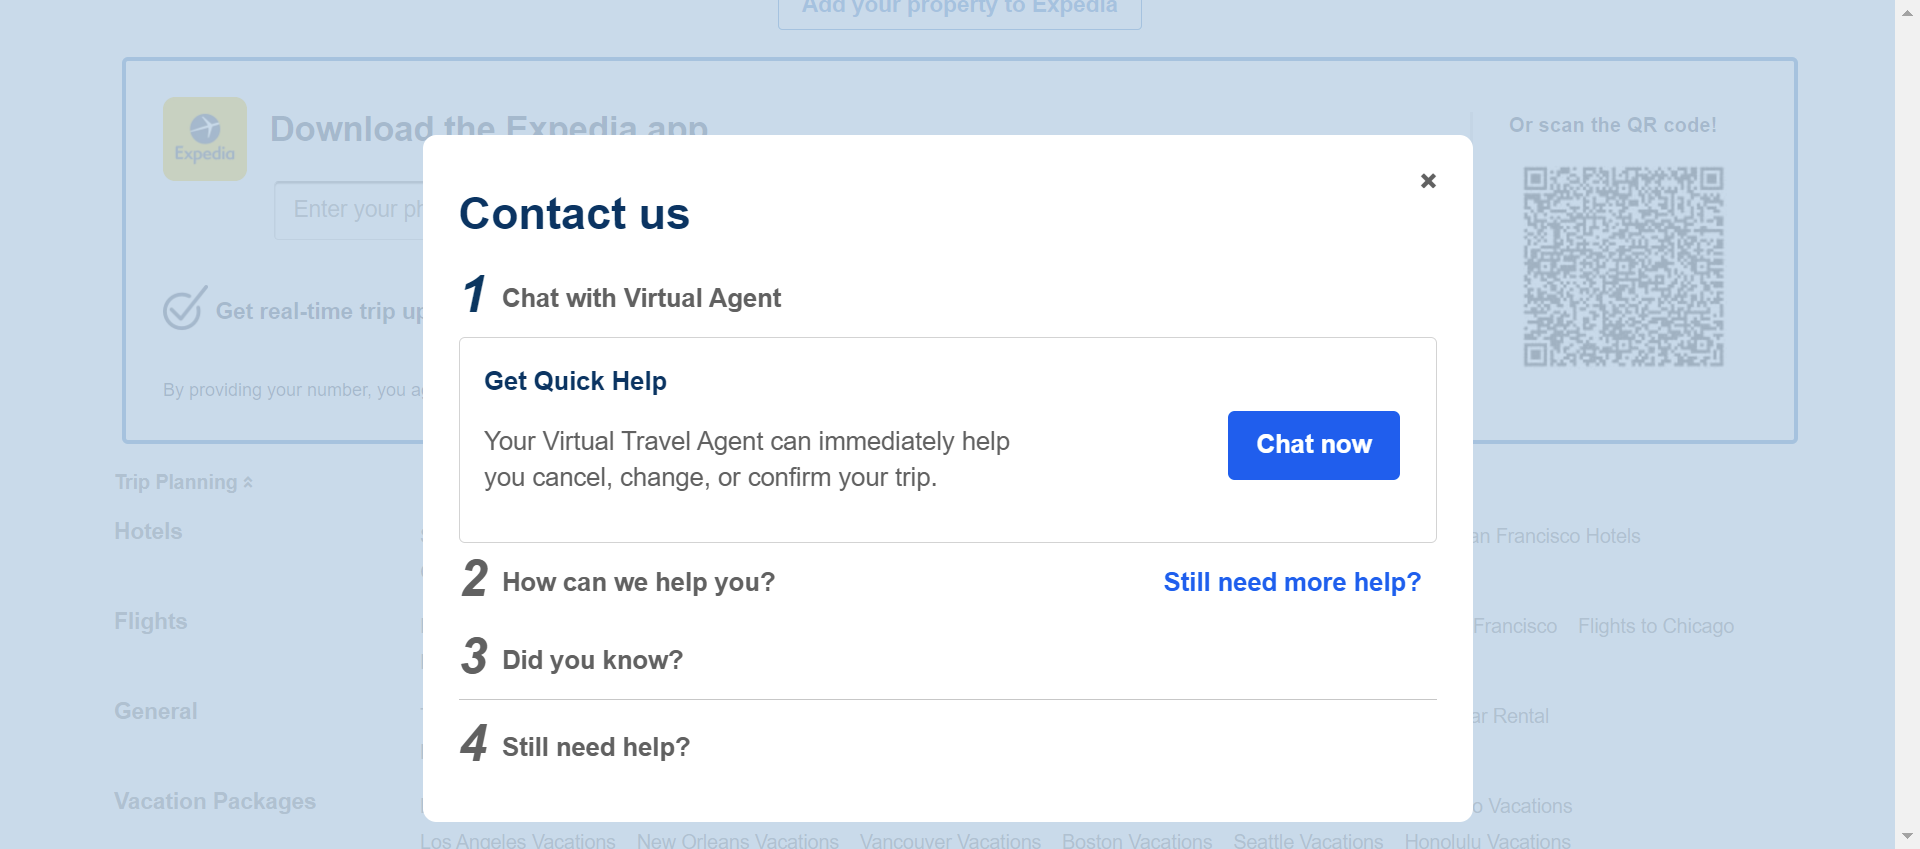 Add your property to Expedia
Download the Expedia app
Expedia
Or scan the QR code!
Enter your
Get real-time trip
By providing your number, you
Contact us
1 Chat with Virtual Agent
Get Quick Help
Your Virtual Travel Agent can immediately help
you cancel, change, or confirm your trip.
Chat now
2 How can we help you?
Still need more help?
3 Did you know?
4 Still need help?
Trip Planning
Hotels
Francisco Hotels
Flights
Francisco Flights to Chicago
General
Rental
Vacation Packages
Vacations
Los Angeles Vacations New Orleans Vacations Vancouver Vacations Boston Vacations Seattle Vacations Honolulu Vacations